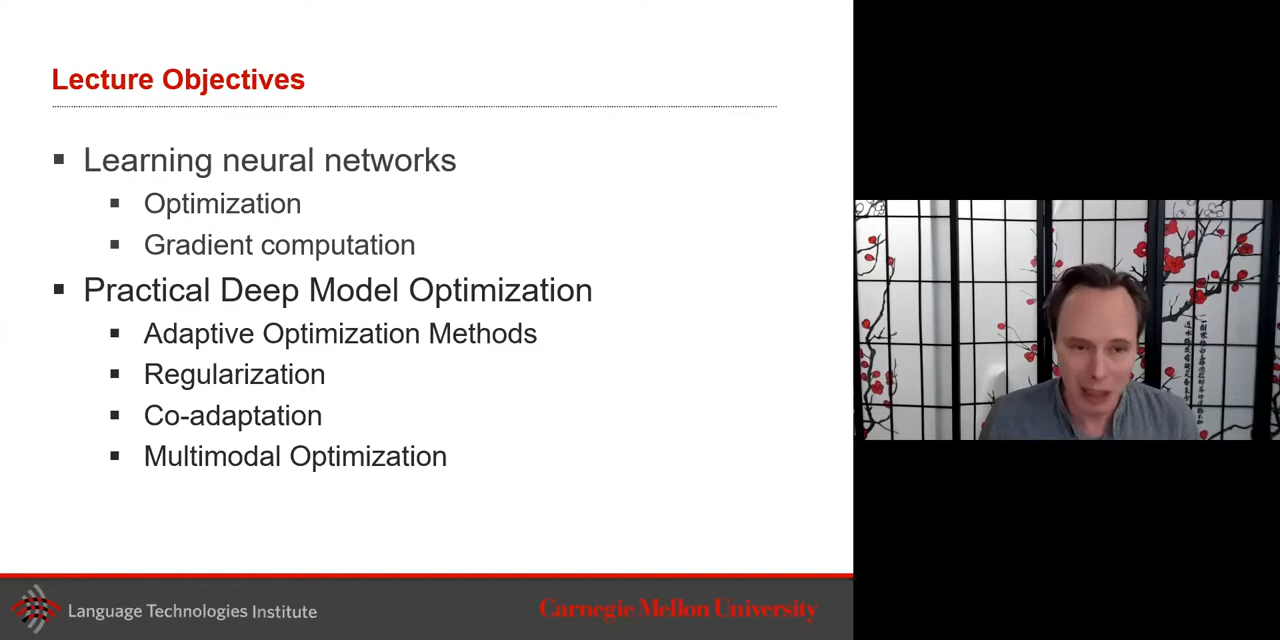 Lecture Objectives
Learning neural networks
Optimization
Gradient computation
Practical Deep Model Optimization
Adaptive Optimization Methods
Regularization
Co-adaptation
Multimodal Optimization
Language Technologies Institute
Carnegie Mellon University